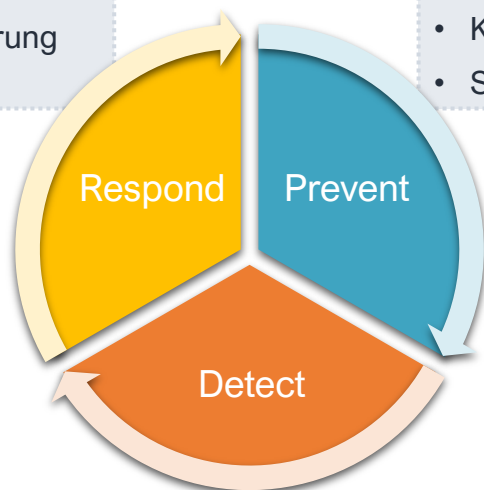 rung
• K
• S
Respond
Prevent
Detect